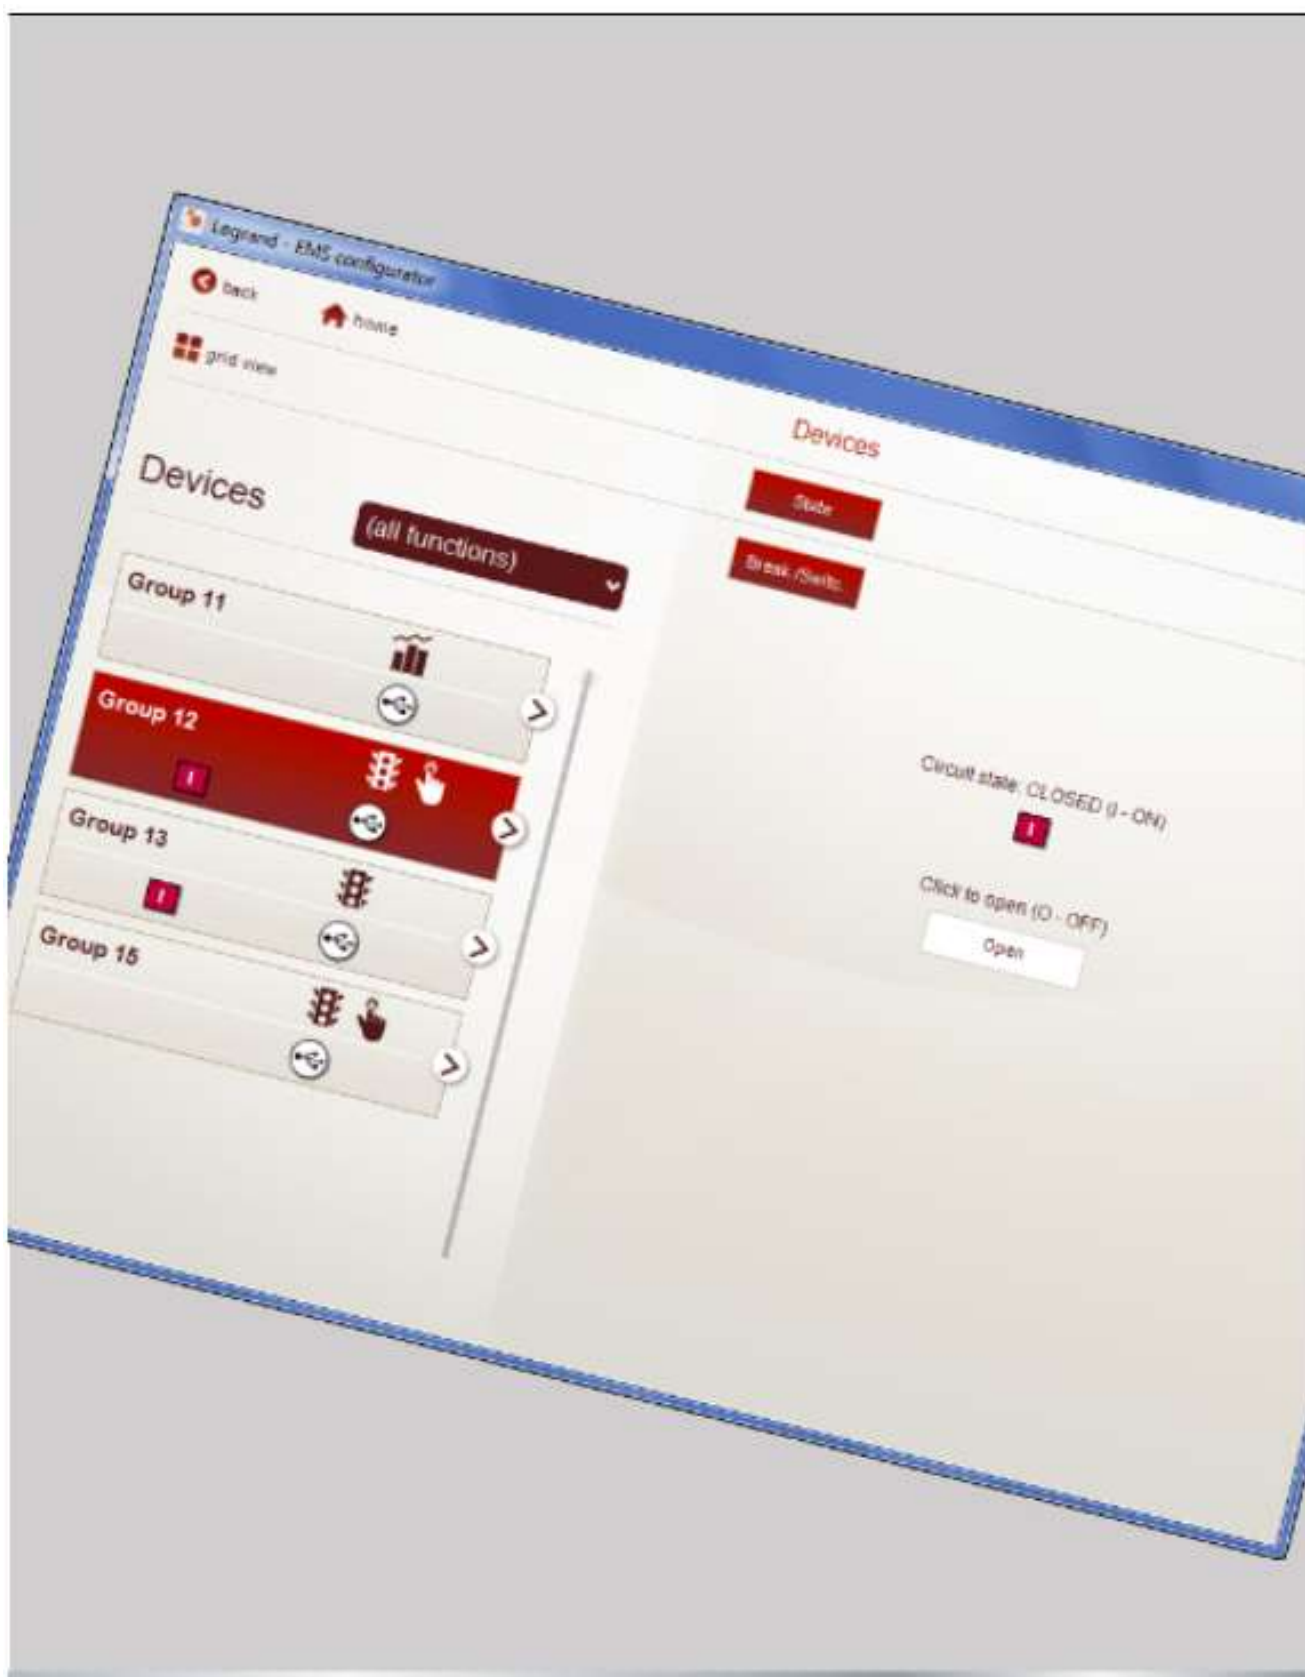 Legrand - EMS configurator
back
home
grid view
Devices
Devices
(all functions)
State
Break./Switc.
Group 11
Group 12
I
Group 13
I
Group 15
Circuit state: CLOSED (I - ON)
I
Click to open (O - OFF)
Open